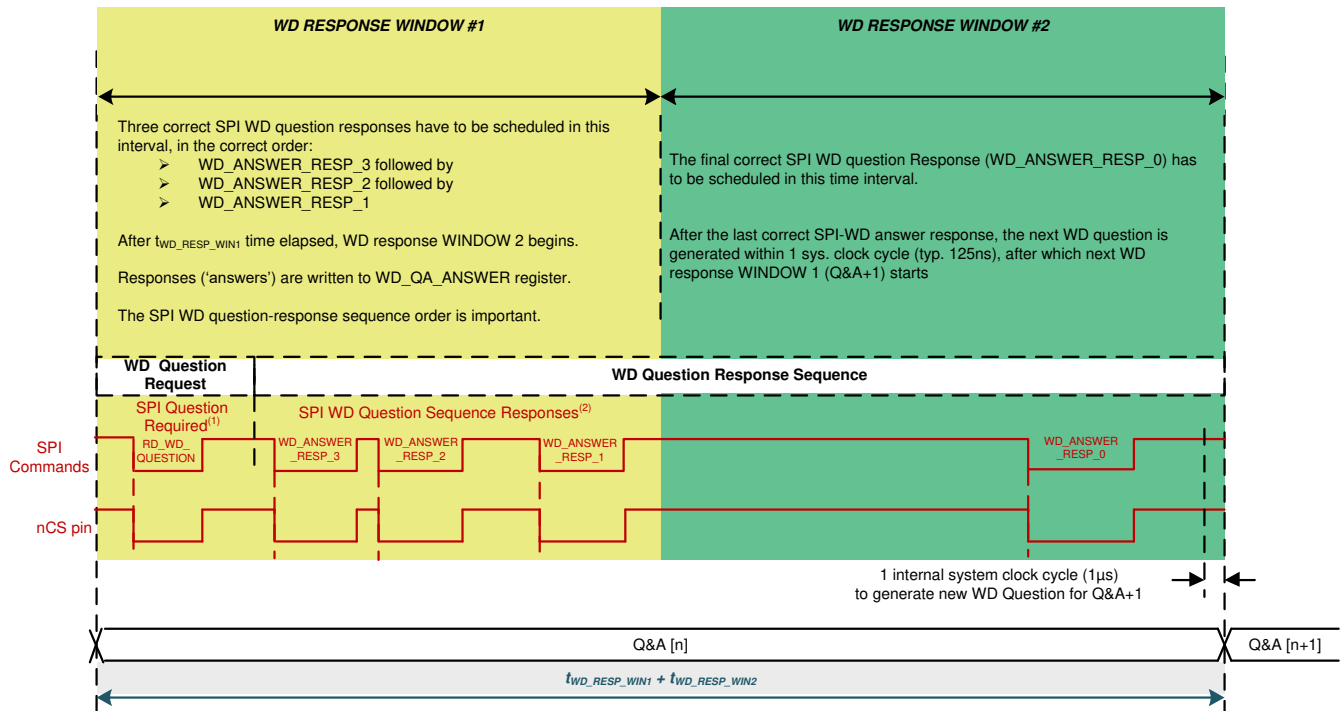 WD RESPONSE WINDOW #1
WD RESPONSE WINDOW #2
Three correct SPI WD question responses have to be scheduled in this
interval, in the correct order:
➢ WD_ANSWER_RESP_3 followed by
➢ WD_ANSWER_RESP_2 followed by
➢ WD_ANSWER_RESP_1
After tWD_RESP_WIN1 time elapsed, WD response WINDOW 2 begins.
Responses (‘answers’) are written to WD_QA_ANSWER register.
The SPI WD question-response sequence order is important.
The final correct SPI WD question Response (WD_ANSWER_RESP_0) has
to be scheduled in this time interval.
After the last correct SPI-WD answer response, the next WD question is
generated within 1 sys. clock cycle (typ. 125ns), after which next WD
response WINDOW 1 (Q&A+1) starts
WD Question
Request
WD Question Response Sequence
SPI Question
Required(1)
SPI WD Question Sequence Responses(2)
SPI
Commands
RD_WD_
QUESTION
WD_ANSWER
_RESP_3
WD_ANSWER
_RESP_2
WD_ANSWER
_RESP_1
WD_ANSWER
_RESP_0
nCS pin
1 internal system clock cycle (1µs)
to generate new WD Question for Q&A+1
Q&A [n]
Q&A [n+1]
tWD_RESP_WIN1 + tWD_RESP_WIN2